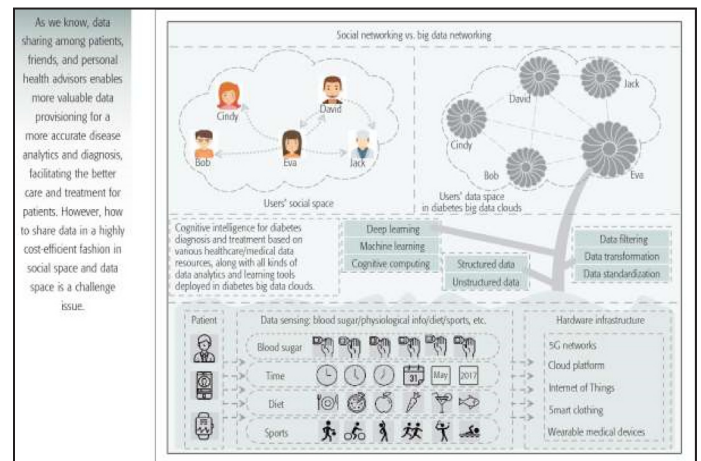 As we know, data
sharing among patients,
friends, and personal
health advisors enables
more valuable data
provisioning for a
more accurate disease
analytics and diagnosis,
facilitating the better
care and treatment for
patients. However, how
to share data in a highly
cost-efficient fashion in
social space and data
space is a challenge
issue.
Social networking vs. big data networking
Cindy
David
Bob
Eva
Jack
Users' social space
David
Jack
Cindy
Bob
Eva
Users' data space
in diabetes big data clouds
Cognitive intelligence for diabetes
diagnosis and treatment based on
various healthcare/medical data
resources, along with all kinds of
data analytics and learning tools
deployed in diabetes big data clouds.
Deep learning
Machine learning
Cognitive computing
Structured data
Unstructured data
Data filtering
Data transformation
Data standardization
Patient
Data sensing: blood sugar/physiological info/diet/sports, etc.
Blood sugar
Time
31
May
2017
Diet
Sports
Hardware infrastructure
5G networks
Cloud platform
Internet of Things
Smart clothing
Wearable medical devices